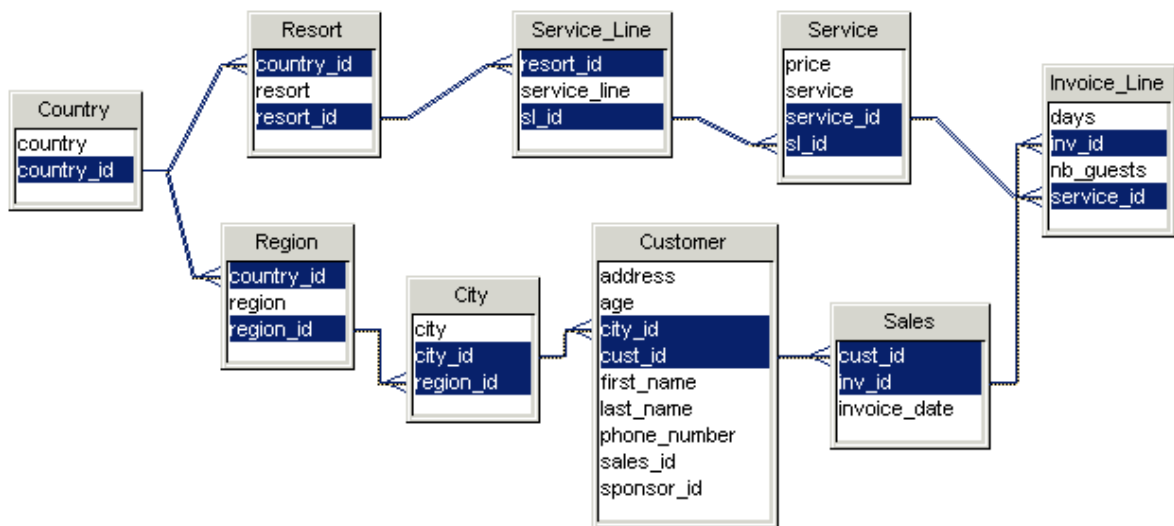 Country
country
country_id
Resort
country_id
resort
resort_id
Service_Line
resort_id
service_line
sl_id
Service
price
service
service_id
sl_id
Invoice_Line
days
inv_id
nb_guests
service_id
Region
country_id
region
region_id
City
city
city_id
region_id
Customer
address
age
city_id
cust_id
first_name
last_name
phone_number
sales_id
sponsor_id
Sales
cust_id
inv_id
invoice_date